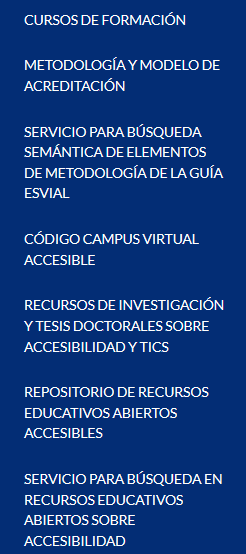 CURSOS DE FORMACIÓN
METODOLOGÍA Y MODELO DE
ACREDITACIÓN
SERVICIO PARA BÚSQUEDA
SEMÁNTICA DE ELEMENTOS
DE METODOLOGÍA DE LA GUÍA
ESVIAL
CÓDIGO CAMPUS VIRTUAL
ACCESIBLE
RECURSOS DE INVESTIGACIÓN
Y TESIS DOCTORALES SOBRE
ACCESIBILIDAD Y TICS
REPOSITORIO DE RECURSOS
EDUCATIVOS ABIERTOS
ACCESIBLES
SERVICIO PARA BÚSQUEDA EN
RECURSOS EDUCATIVOS
ABIERTOS SOBRE
ACCESIBILIDAD